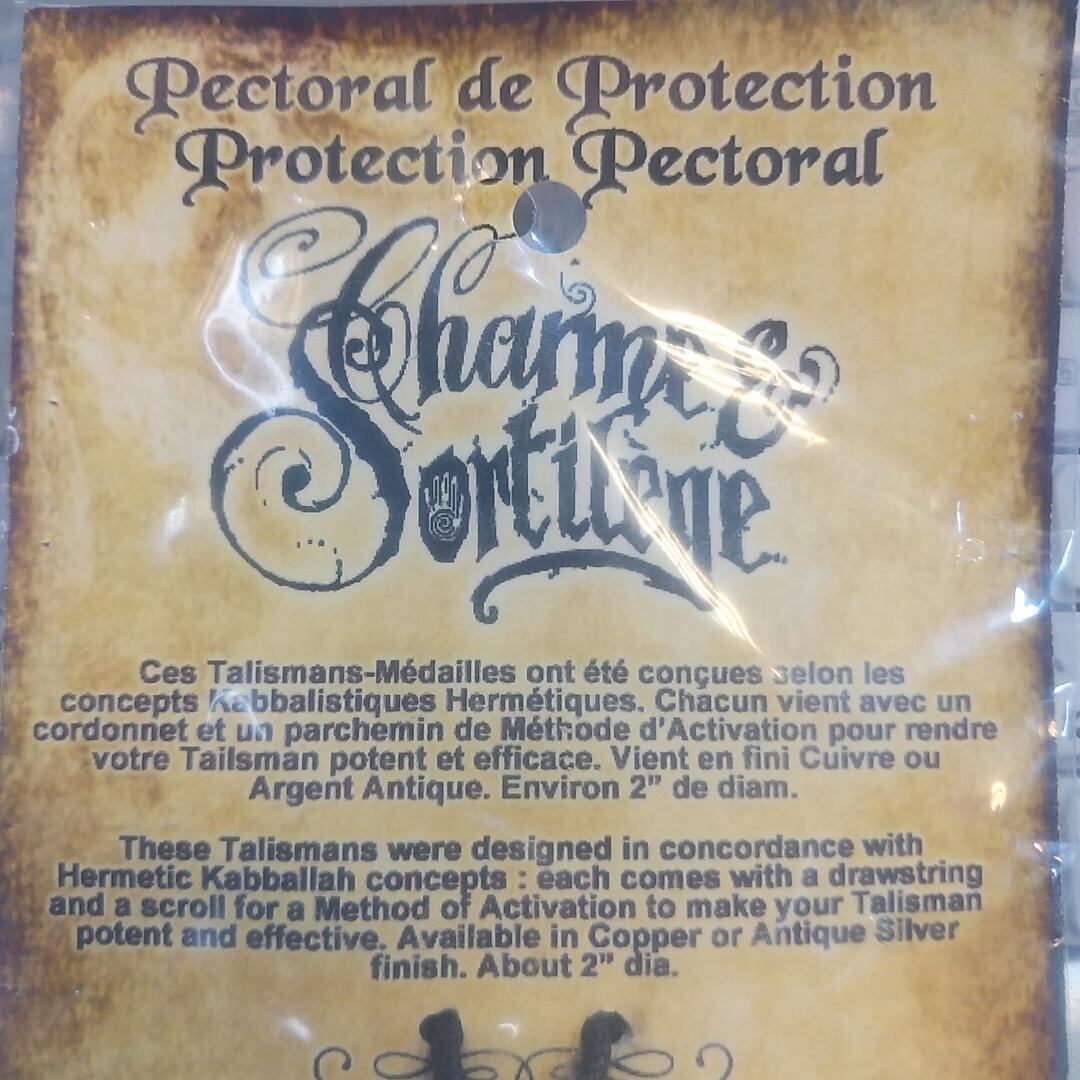 Pectoral de Protection
Protection Pectoral
Charme &
Sortilège
Ces Talismans-Médailles ont été conçues selon les
concepts Kabbalistiques Hermétiques. Chacun vient avec un
cordonnet et un parchemin de Méthode d'Activation pour rendre
votre Tailsman potent et efficace. Vient en fini Cuivre ou
Argent Antique. Environ 2" de diam.
These Talismans were designed in concordance with
Hermetic Kabballah concepts : each comes with a drawstring
and a scroll for a Method of Activation to make your Talisman
potent and effective. Available in Copper or Antique Silver
finish. About 2" dia.